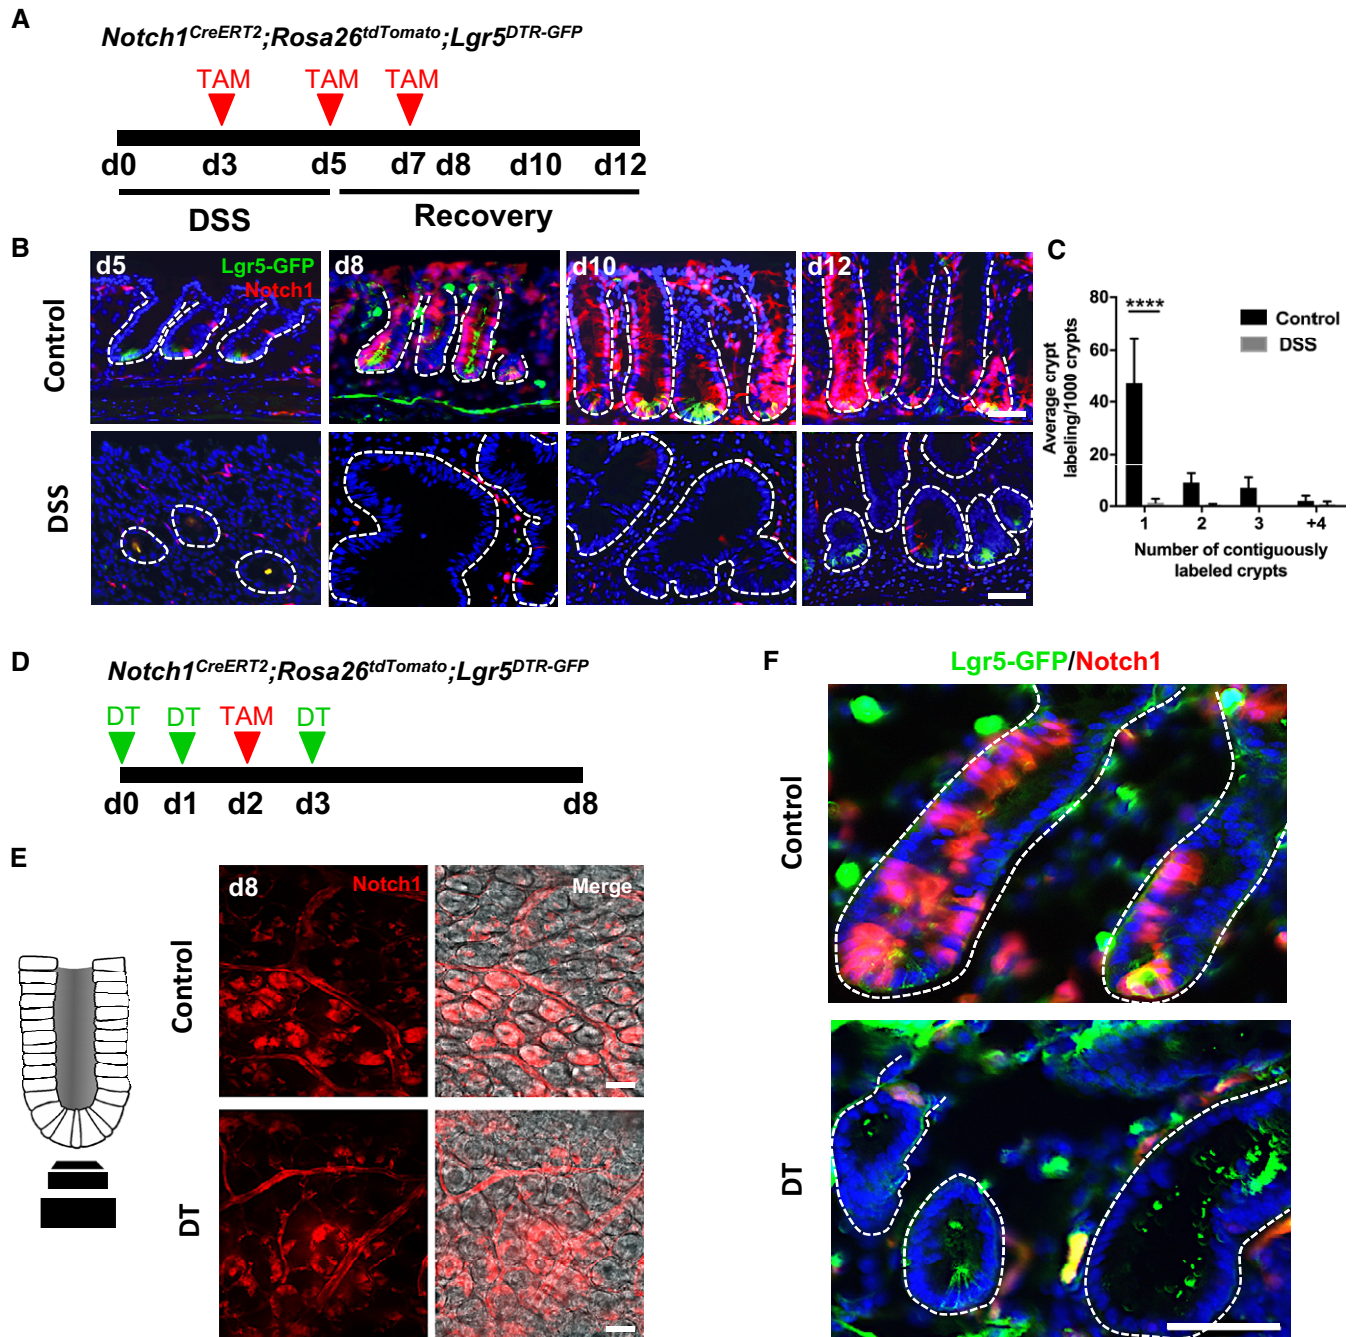 A
Notch1CreERT2;Rosa26tdTomato;Lgr5DTR-GFP
TAM TAM TAM
d0 d3 d5 d7 d8 d10 d12
DSS Recovery
B
d5 Lgr5-GFP Notch1
d8
d10
d12
Control
DSS
C
80
60
40
20
0
Average crypt
labeling/1000 crypts
****
Control
DSS
1 2 3 +4
Number of contiguously
labeled crypts
D
Notch1CreERT2;Rosa26tdTomato;Lgr5DTR-GFP
DT DT TAM DT
d0 d1 d2 d3 d8
E
d8 Notch1
Merge
Control
DT
F
Lgr5-GFP/Notch1
Control
DT